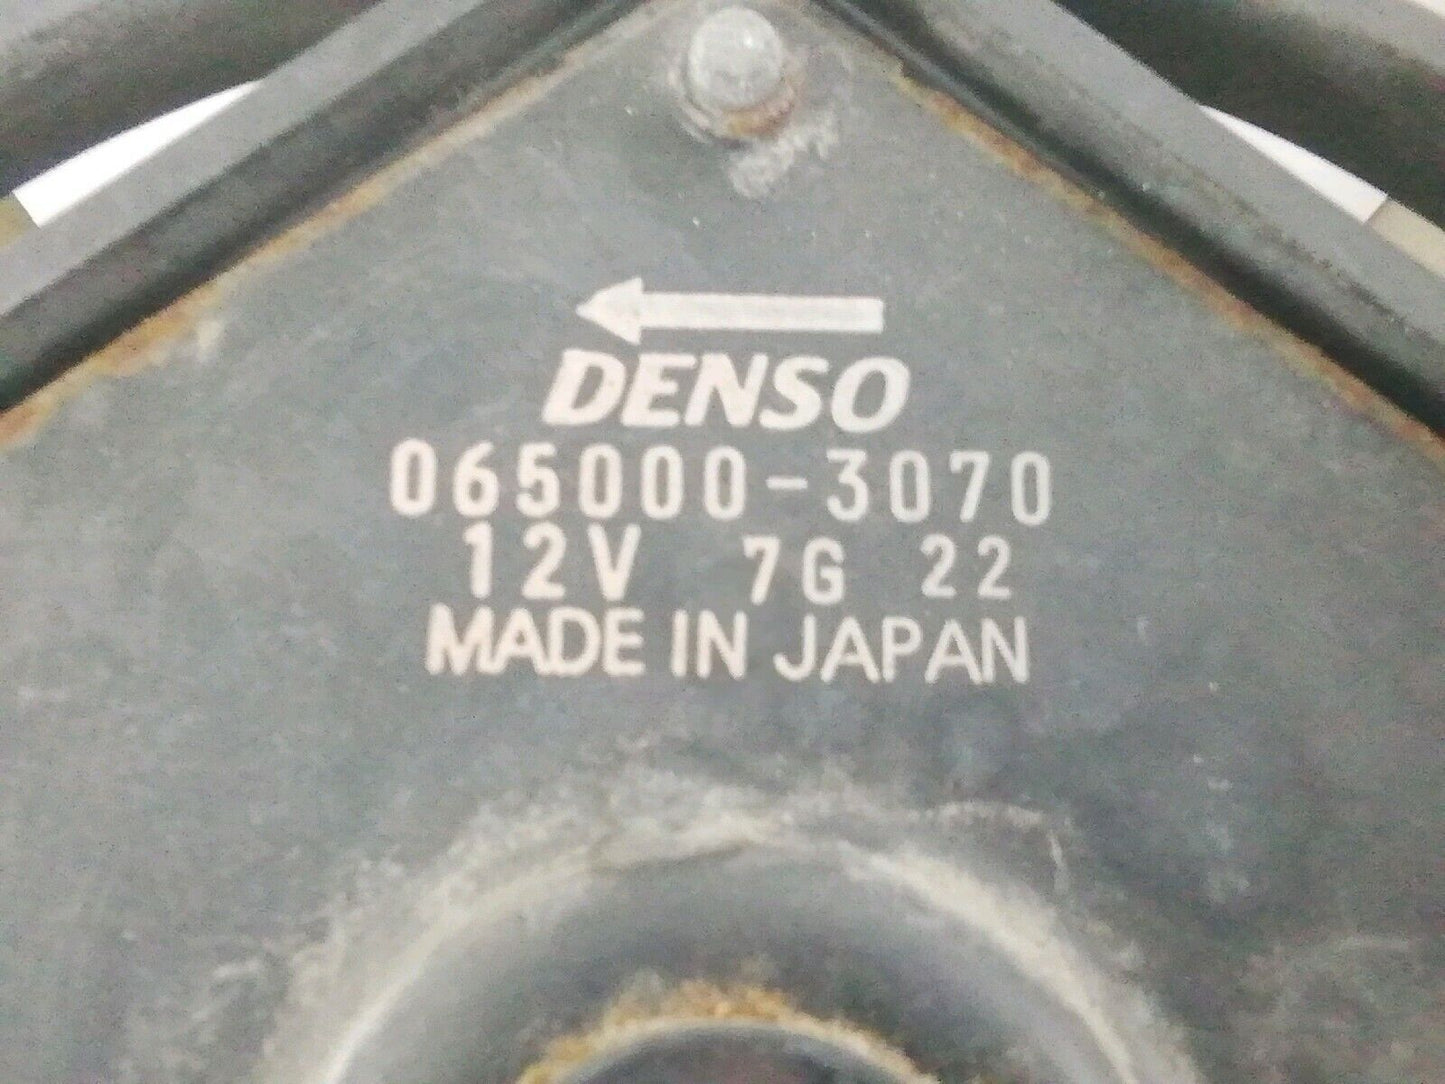 DENSO
065000-3070
12V 7G 22
MADE IN JAPAN